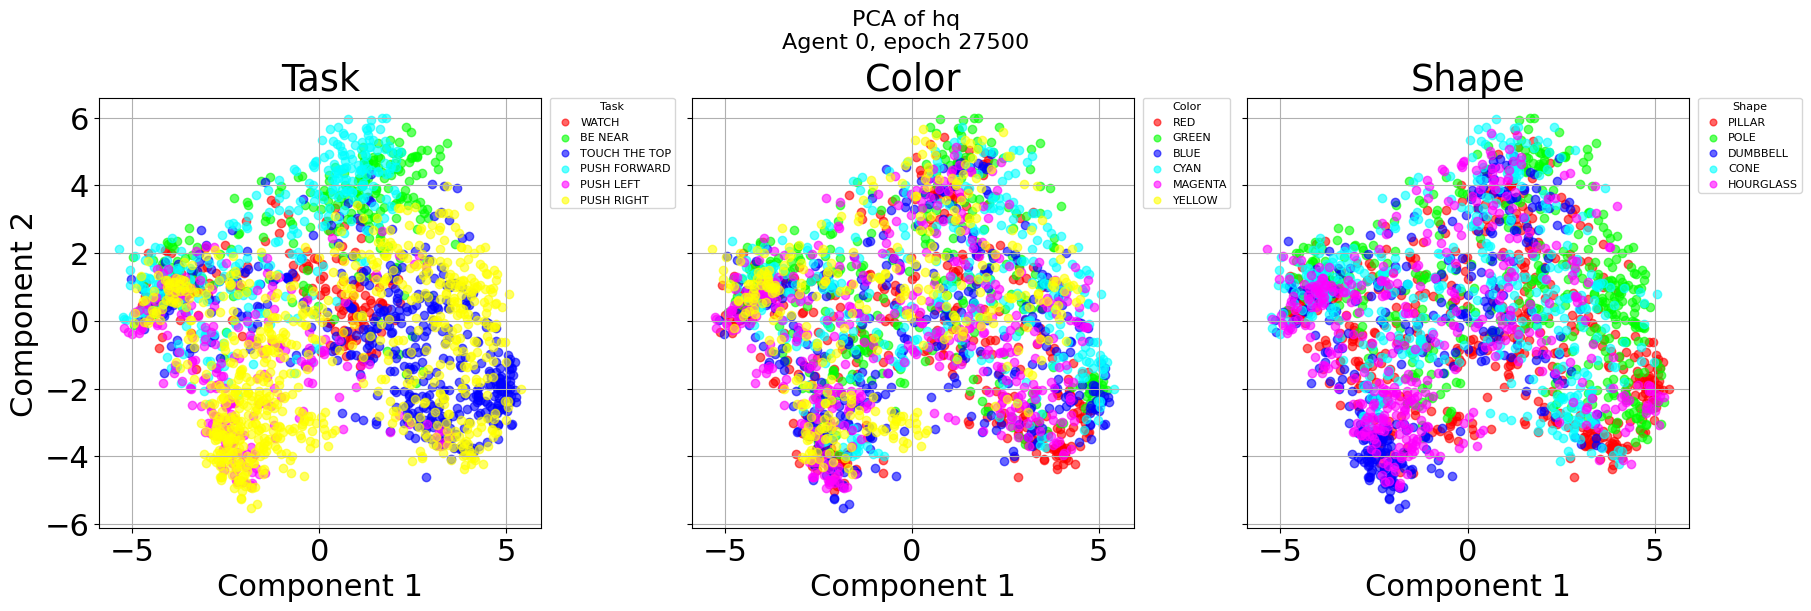 PCA of hq
Agent 0, epoch 27500
Task
Color
Shape
Component 2
6
4
2
0
−2
−4
−6
−5
0
5
Component 1
Task
WATCH
BE NEAR
TOUCH THE TOP
PUSH FORWARD
PUSH LEFT
PUSH RIGHT
−5
0
5
Component 1
Color
RED
GREEN
BLUE
CYAN
MAGENTA
YELLOW
−5
0
5
Component 1
Shape
PILLAR
POLE
DUMBBELL
CONE
HOURGLASS